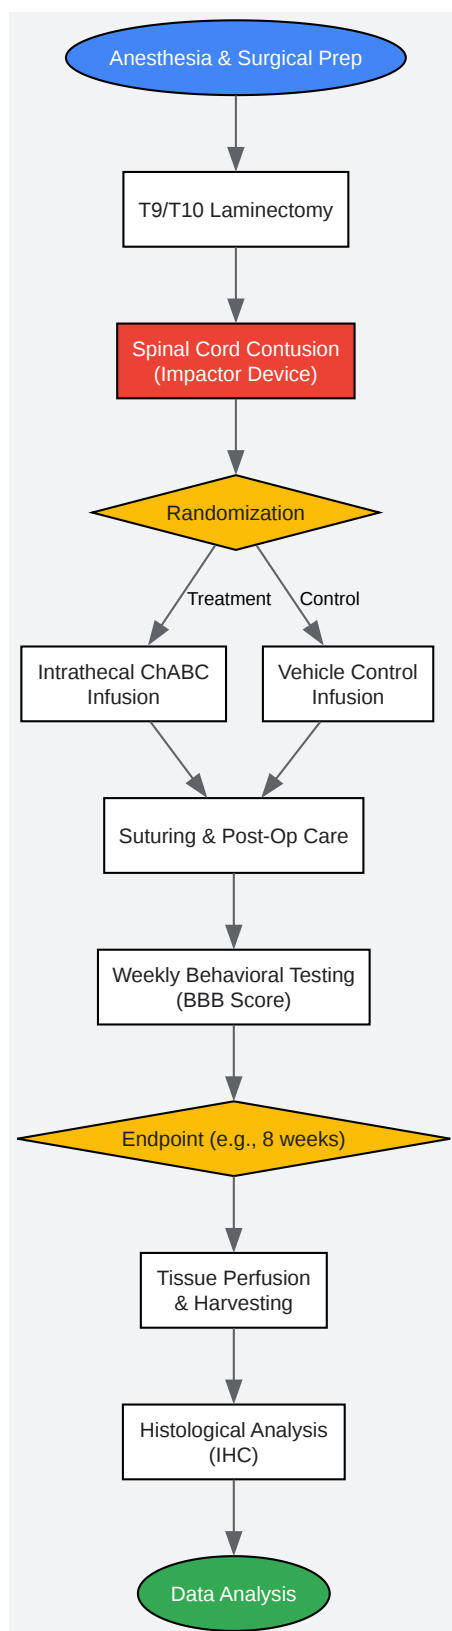 Anesthesia & Surgical Prep
T9/T10 Laminectomy
Spinal Cord Contusion
(Impactor Device)
Randomization
Treatment
Control
Intrathecal ChABC
Infusion
Vehicle Control
Infusion
Suturing & Post-Op Care
Weekly Behavioral Testing
(BBB Score)
Endpoint (e.g., 8 weeks)
Tissue Perfusion
& Harvesting
Histological Analysis
(IHC)
Data Analysis